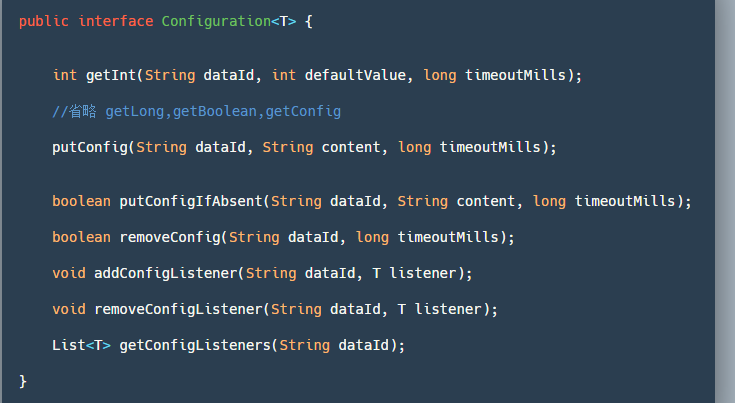 public interface Configuration<T> {
int getInt(String dataId, int defaultValue, long timeoutMills);
//省略 getLong,getBoolean,getConfig
putConfig(String dataId, String content, long timeoutMills);
boolean putConfigIfAbsent(String dataId, String content, long timeoutMills);
boolean removeConfig(String dataId, long timeoutMills);
void addConfigListener(String dataId, T listener);
void removeConfigListener(String dataId, T listener);
List<T> getConfigListeners(String dataId);
}